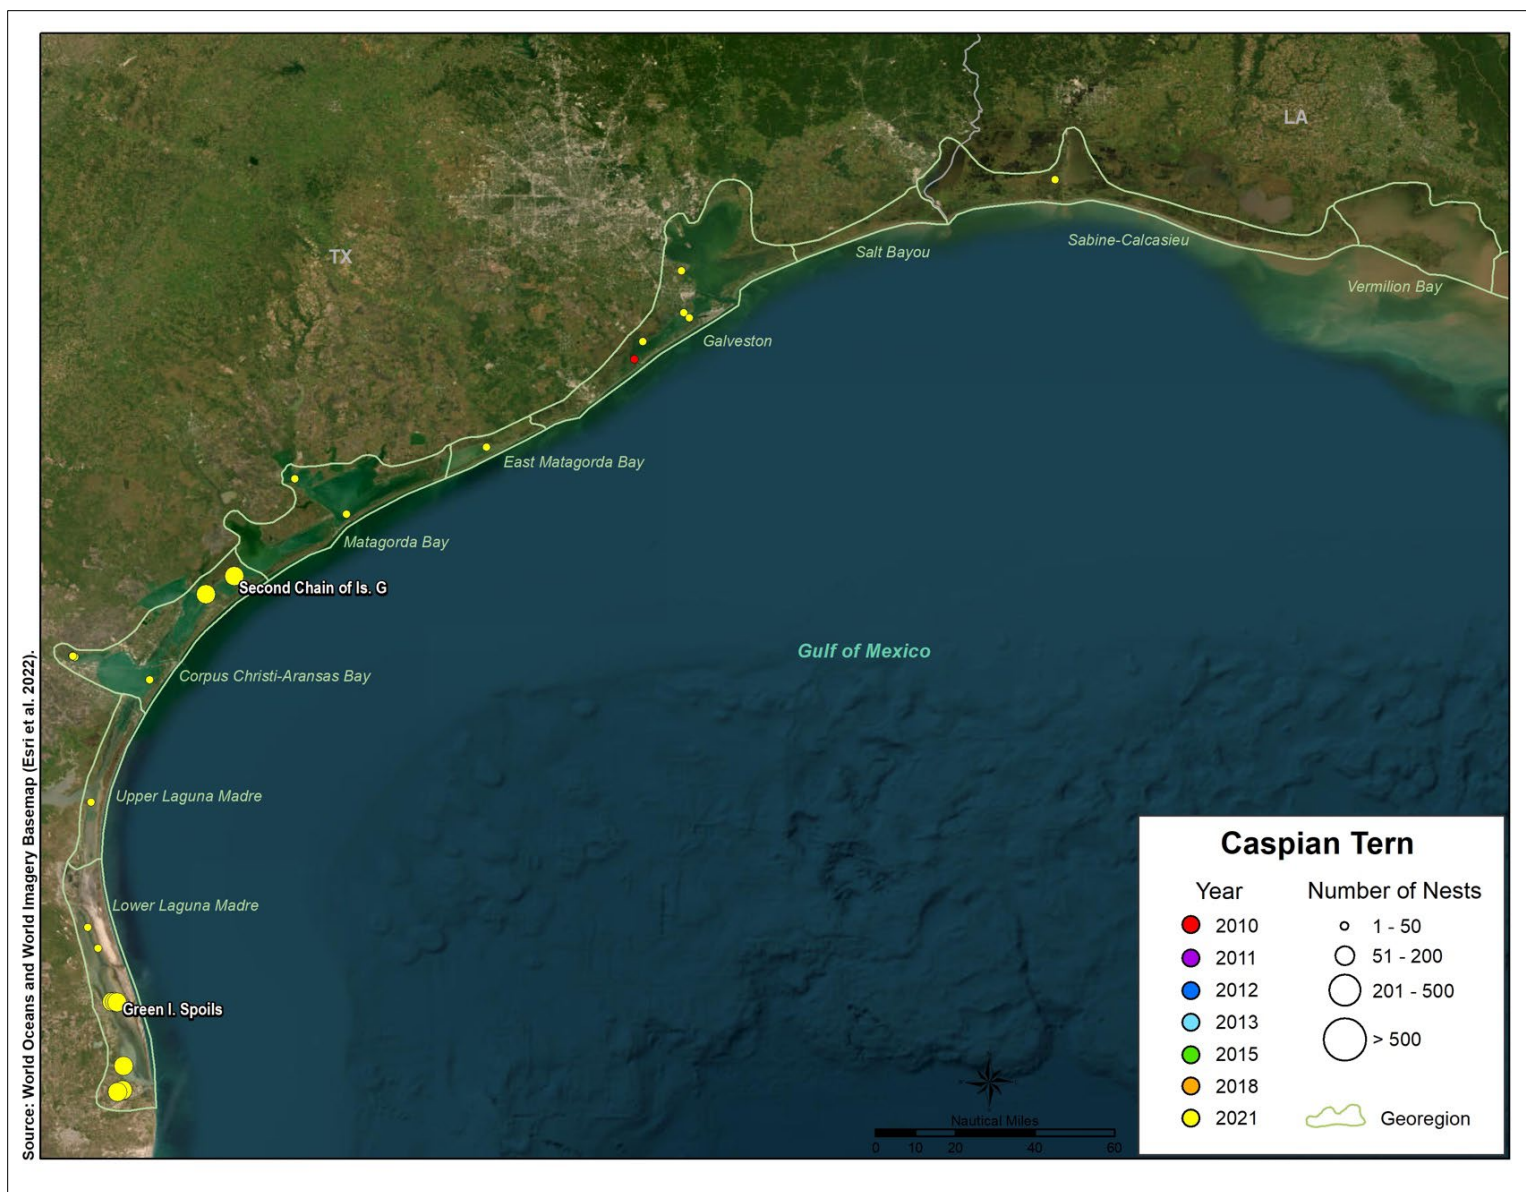 LA
TX
Salt Bayou
Sabine-Calcasieu
Vermilion Bay
Galveston
East Matagorda Bay
Matagorda Bay
Second Chain of Is. G
Gulf of Mexico
Corpus Christi-Aransas Bay
Upper Laguna Madre
Lower Laguna Madre
Green I. Spoils
Nautical Miles
0 10 20 40 60
Caspian Tern
Year
2010
2011
2012
2013
2015
2018
2021
Number of Nests
1 - 50
51 - 200
201 - 500
> 500
Georegion
Source: World Oceans and World Imagery Basemap (Esri et al. 2022).